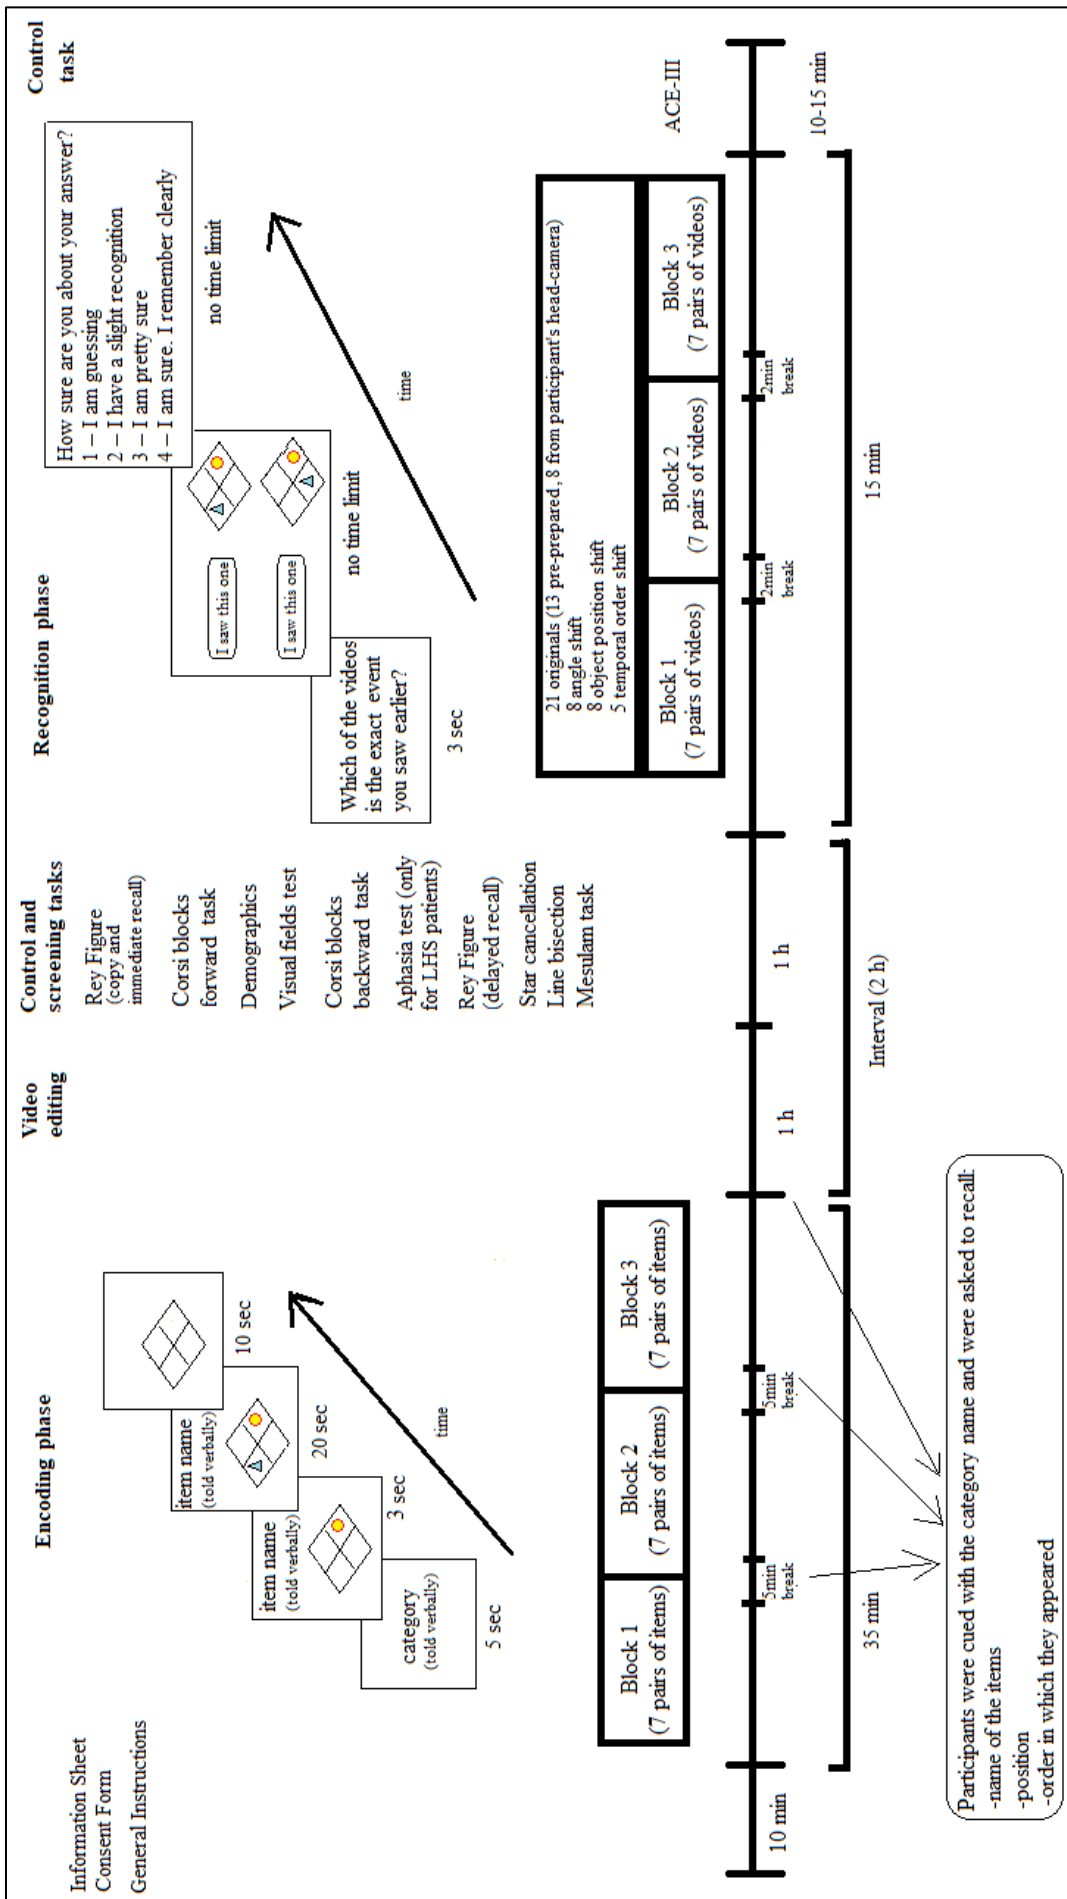 Information Sheet
Consent Form
General Instructions
Encoding phase
category
(told verbally)
5 sec
item name
(told verbally)
3 sec
item name
(told verbally)
20 sec
10 sec
time
Block 1
(7 pairs of items)
Block 2
(7 pairs of items)
Block 3
(7 pairs of items)
10 min
5min
break
5min
break
35 min
Participants were cued with the category name and were asked to recall:
-name of the items
-position
-order in which they appeared
Video
editing
1 h
Control and
screening tasks
Rey Figure
(copy and
immediate recall)
Corsi blocks
forward task
Demographics
Visual fields test
Corsi blocks
backward task
Aphasia test (only
for LHS patients)
Rey Figure
(delayed recall)
Star cancellation
Line bisection
Mesulam task
1 h
Interval (2 h)
Recognition phase
Which of the videos
is the exact event
you saw earlier?
3 sec
I saw this one
I saw this one
no time limit
How sure are you about your answer?
1 – I am guessing
2 – I have a slight recognition
3 – I am pretty sure
4 – I am sure. I remember clearly
no time limit
time
21 originals (13 pre-prepared, 8 from participant's head-camera)
8 angle shift
8 object position shift
5 temporal order shift
Block 1
(7 pairs of videos)
Block 2
(7 pairs of videos)
Block 3
(7 pairs of videos)
2min
break
2min
break
15 min
Control
task
ACE-III
10-15 min